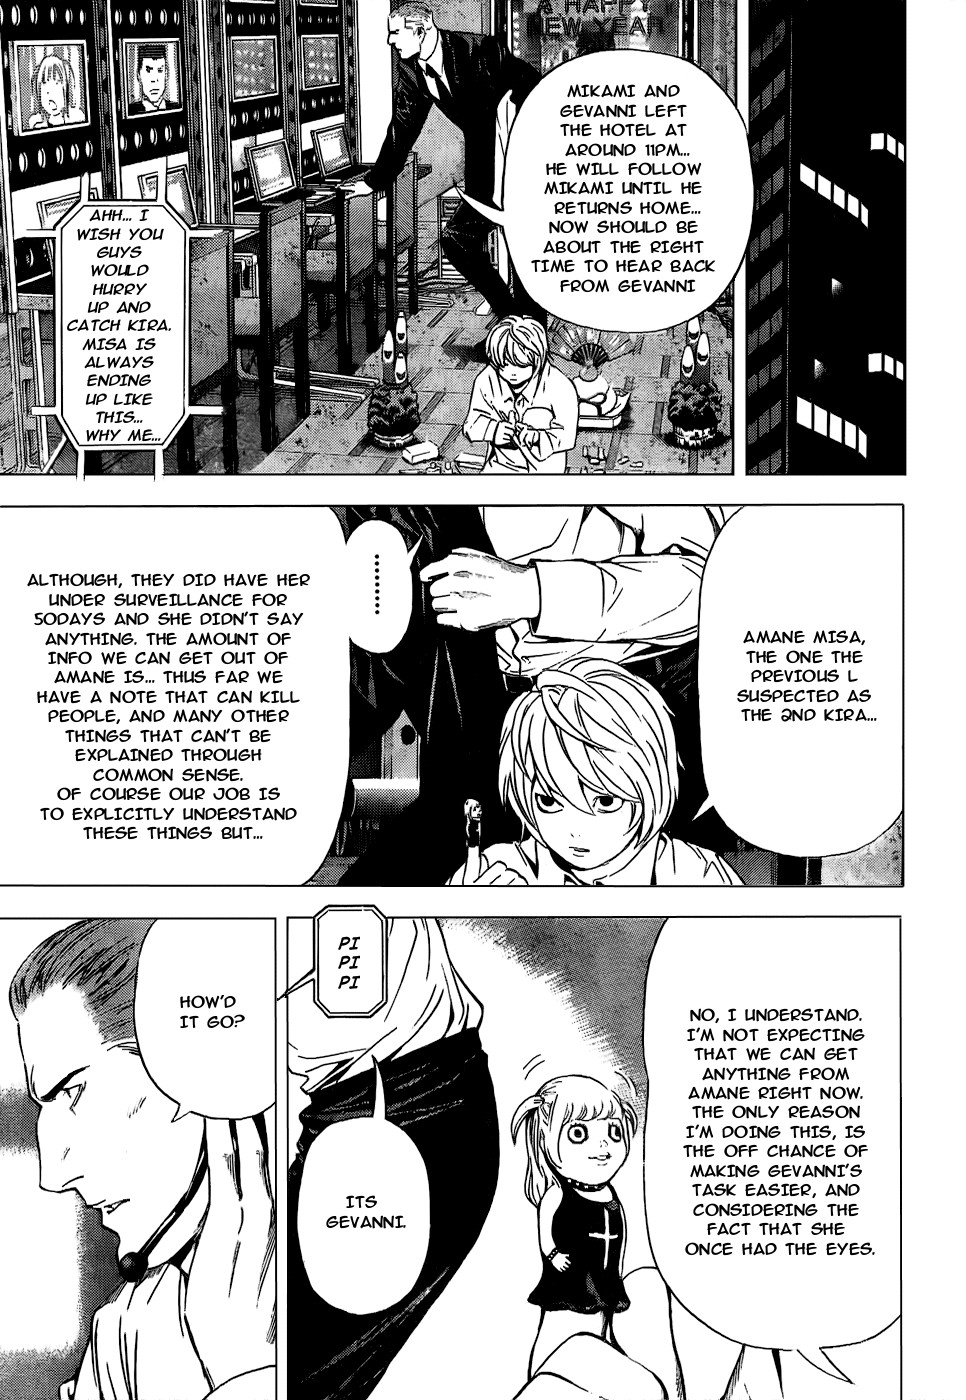 A HAPPY
NEW YEAR
MIKAMI AND
GEVANNI LEFT
THE HOTEL AT
AROUND 11PM...
HE WILL FOLLOW
MIKAMI UNTIL HE
RETURNS HOME...
NOW SHOULD BE
ABOUT THE RIGHT
TIME TO HEAR BACK
FROM GEVANNI
AHH... I
WISH YOU
GUYS
WOULD
HURRY
UP AND
CATCH KIRA.
MISA IS
ALWAYS
ENDING
UP LIKE
THIS...
WHY ME...
AMANE MISA,
THE ONE THE
PREVIOUS L
SUSPECTED AS
THE 2ND KIRA...
........
ALTHOUGH, THEY DID HAVE HER
UNDER SURVEILLANCE FOR
50DAYS AND SHE DIDN'T SAY
ANYTHING. THE AMOUNT OF
INFO WE CAN GET OUT OF
AMANE IS... THUS FAR WE
HAVE A NOTE THAT CAN KILL
PEOPLE, AND MANY OTHER
THINGS THAT CAN'T BE
EXPLAINED THROUGH
COMMON SENSE.
OF COURSE OUR JOB IS
TO EXPLICITLY UNDERSTAND
THESE THINGS BUT...
NO, I UNDERSTAND.
I'M NOT EXPECTING
THAT WE CAN GET
ANYTHING FROM
AMANE RIGHT NOW.
THE ONLY REASON
I'M DOING THIS, IS
THE OFF CHANCE OF
MAKING GEVANNI'S
TASK EASIER, AND
CONSIDERING THE
FACT THAT SHE
ONCE HAD THE EYES.
PI
PI
PI
ITS
GEVANNI.
HOW'D
IT GO?